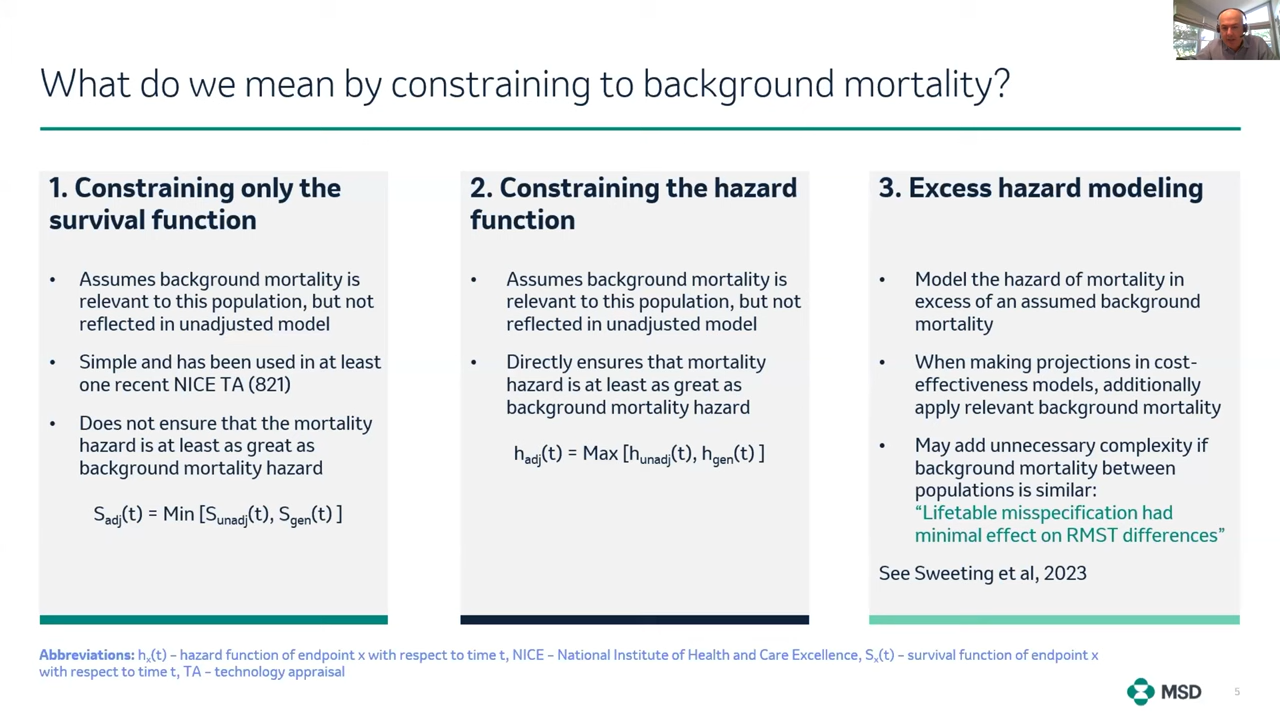 What do we mean by constraining to background mortality?
1. Constraining only the
survival function
• Assumes background mortality is
relevant to this population, but not
reflected in unadjusted model
• Simple and has been used in at least
one recent NICE TA (821)
• Does not ensure that the mortality
hazard is at least as great as
background mortality hazard
Sadj(t) = Min [Sunadj(t), Sgen(t) ]
2. Constraining the hazard
function
• Assumes background mortality is
relevant to this population, but not
reflected in unadjusted model
• Directly ensures that mortality
hazard is at least as great as
background mortality hazard
hadj(t) = Max [hunadj(t), hgen(t) ]
3. Excess hazard modeling
• Model the hazard of mortality in
excess of an assumed background
mortality
• When making projections in cost-
effectiveness models, additionally
apply relevant background mortality
• May add unnecessary complexity if
background mortality between
populations is similar:
“Lifetable misspecification had
minimal effect on RMST differences”
See Sweeting et al, 2023
Abbreviations: hx(t) – hazard function of endpoint x with respect to time t, NICE – National Institute of Health and Care Excellence, Sx(t) – survival function of endpoint x
with respect to time t, TA – technology appraisal
MSD
5